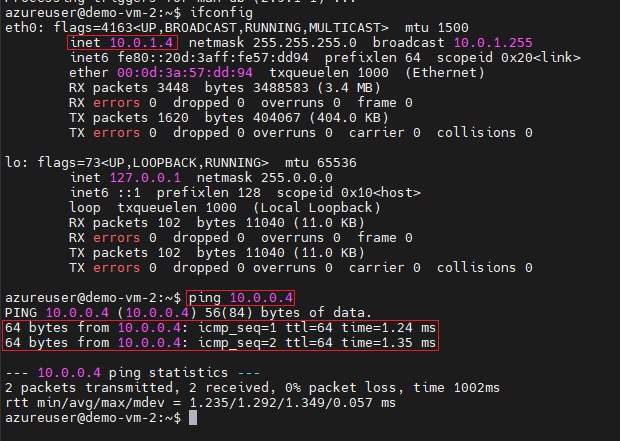 azureuser@demo-vm-2:~$ ifconfig
eth0: flags=4163<UP,BROADCAST,RUNNING,MULTICAST>  mtu 1500
        inet 10.0.1.4  netmask 255.255.255.0  broadcast 10.0.1.255
        inet6 fe80::20d:3aff:fe57:dd94  prefixlen 64  scopeid 0x20<link>
        ether 00:0d:3a:57:dd:94  txqueuelen 1000  (Ethernet)
        RX packets 3448  bytes 3488583 (3.4 MB)
        RX errors 0  dropped 0  overruns 0  frame 0
        TX packets 1620  bytes 404067 (404.0 KB)
        TX errors 0  dropped 0 overruns 0  carrier 0  collisions 0
lo: flags=73<UP,LOOPBACK,RUNNING>  mtu 65536
        inet 127.0.0.1  netmask 255.0.0.0
        inet6 ::1  prefixlen 128  scopeid 0x10<host>
        loop  txqueuelen 1000  (Local Loopback)
        RX packets 102  bytes 11040 (11.0 KB)
        RX errors 0  dropped 0  overruns 0  frame 0
        TX packets 102  bytes 11040 (11.0 KB)
        TX errors 0  dropped 0 overruns 0  carrier 0  collisions 0
azureuser@demo-vm-2:~$ ping 10.0.0.4
PING 10.0.0.4 (10.0.0.4) 56(84) bytes of data.
64 bytes from 10.0.0.4: icmp_seq=1 ttl=64 time=1.24 ms
64 bytes from 10.0.0.4: icmp_seq=2 ttl=64 time=1.35 ms
--- 10.0.0.4 ping statistics ---
2 packets transmitted, 2 received, 0% packet loss, time 1002ms
rtt min/avg/max/mdev = 1.235/1.292/1.349/0.057 ms
azureuser@demo-vm-2:~$